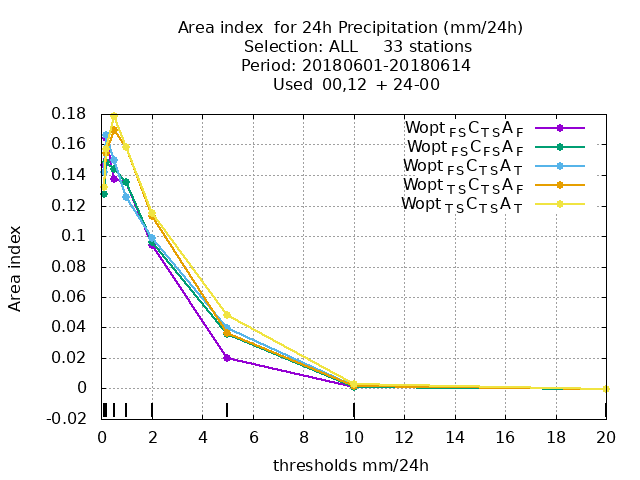 Area index  for 24h Precipitation (mm/24h)
Selection: ALL     33 stations
Period: 20180601-20180614
Used  00,12  + 24-00
Wopt FS C TS A F
Wopt FS C FS A F
Wopt FS C TS A T
Wopt TS C TS A F
Wopt TS C TS A T
0.18
0.16
0.14
0.12
0.1
0.08
0.06
0.04
0.02
0
-0.02
Area index
0 2 4 6 8 10 12 14 16 18 20
thresholds mm/24h